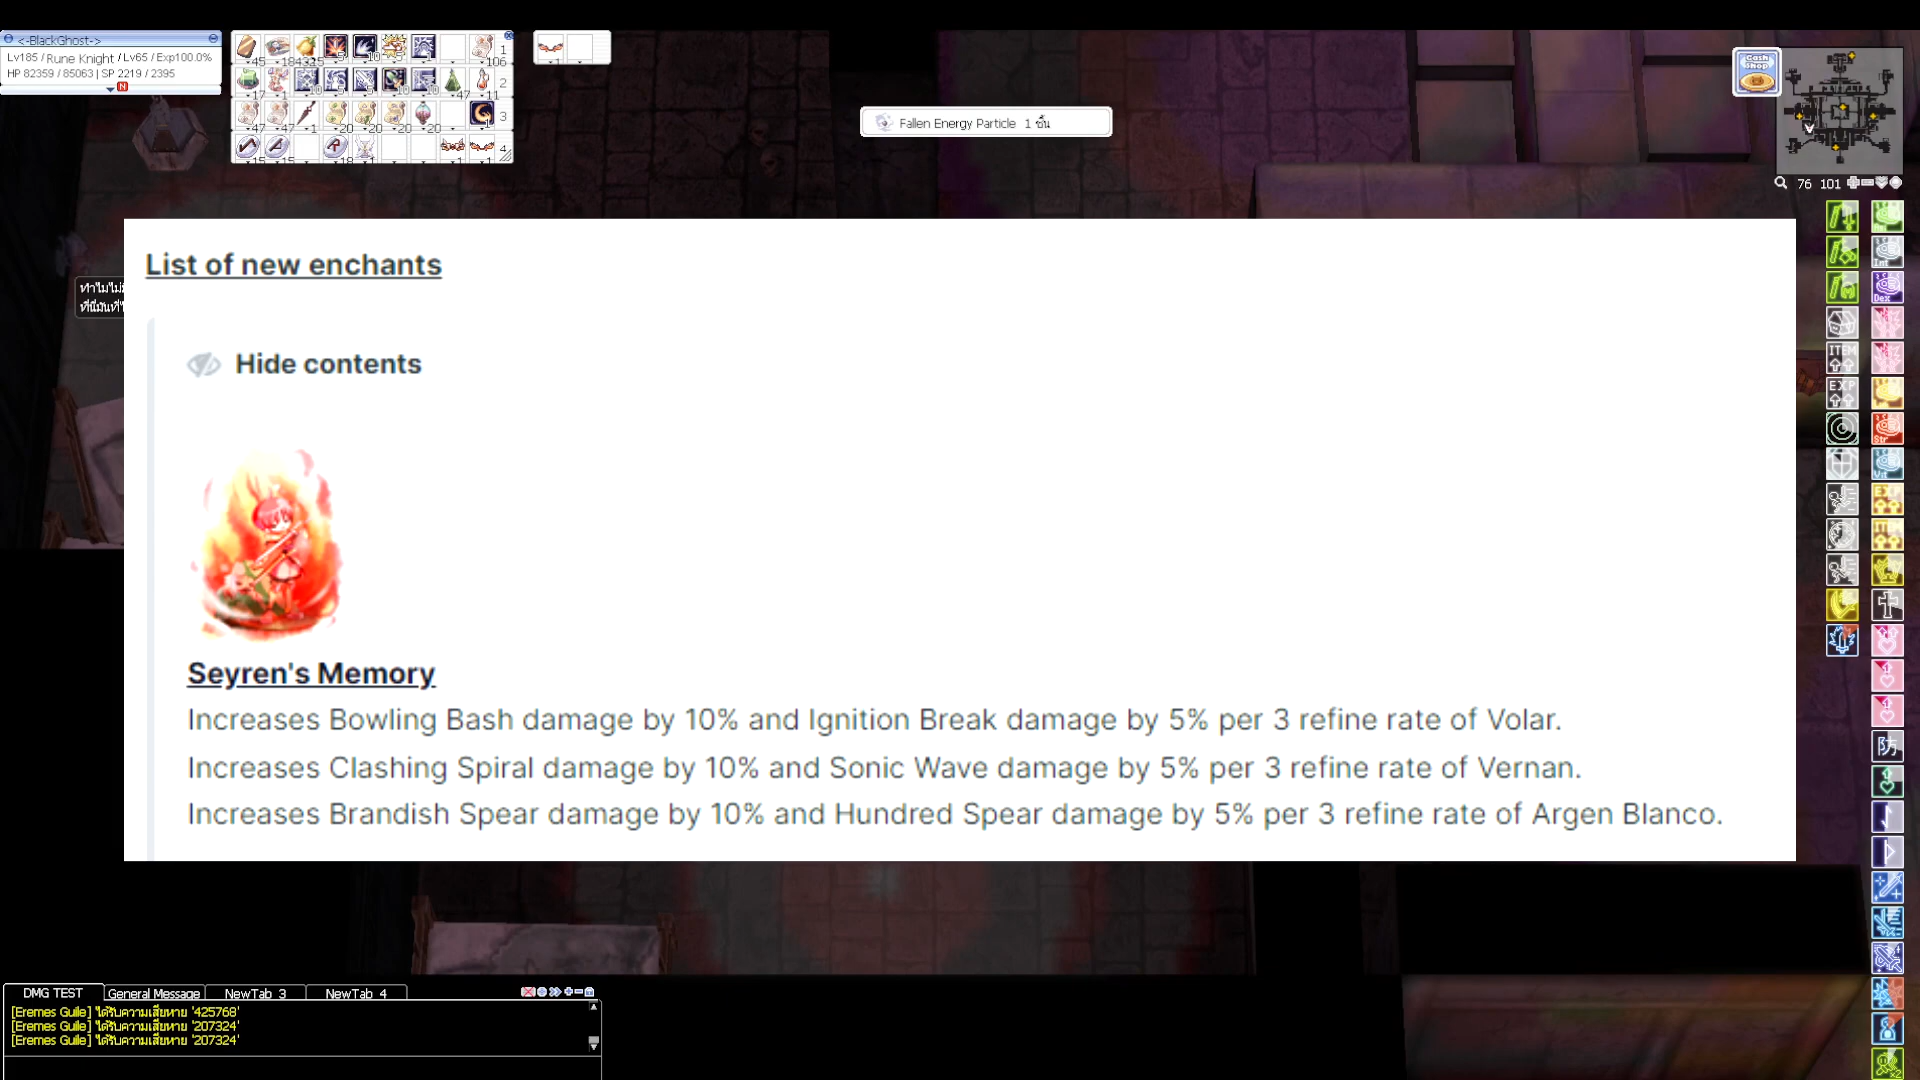 <-BlackGhost->
Lv185 / Rune Knight / Lv65 / Exp100.0%
HP 82359 / 85063 | SP 2219 / 2395
Cash Shop
Fallen Energy Particle 1 ชิ้น
76 101
List of new enchants
Hide contents
Seyren's Memory
Increases Bowling Bash damage by 10% and Ignition Break damage by 5% per 3 refine rate of Volar.
Increases Clashing Spiral damage by 10% and Sonic Wave damage by 5% per 3 refine rate of Vernan.
Increases Brandish Spear damage by 10% and Hundred Spear damage by 5% per 3 refine rate of Argen Blanco.
DMG TEST General Message NewTab 3 NewTab 4
[Eremes Guile] ได้รับความเสียหาย '425768'
[Eremes Guile] ได้รับความเสียหาย '207324'
[Eremes Guile] ได้รับความเสียหาย '207324'